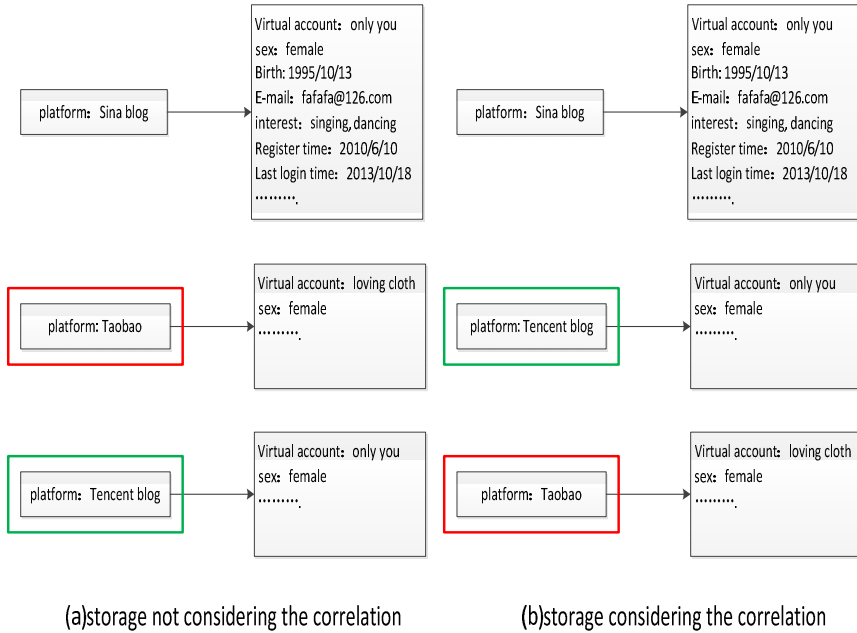 platform：Sina blog
Virtual account：only you
sex：female
Birth: 1995/10/13
E-mail：fafafa@126.com
interest：singing, dancing
Register time：2010/6/10
Last login time：2013/10/18
……….
platform: Taobao
Virtual account：loving cloth
sex：female
……….
platform：Tencent blog
Virtual account：only you
sex：female
……….
(a)storage not considering the correlation
platform：Sina blog
Virtual account：only you
sex：female
Birth: 1995/10/13
E-mail：fafafa@126.com
interest：singing, dancing
Register time：2010/6/10
Last login time：2013/10/18
……….
platform: Tencent blog
Virtual account：only you
sex：female
……….
platform：Taobao
Virtual account：loving cloth
sex：female
……….
(b)storage considering the correlation